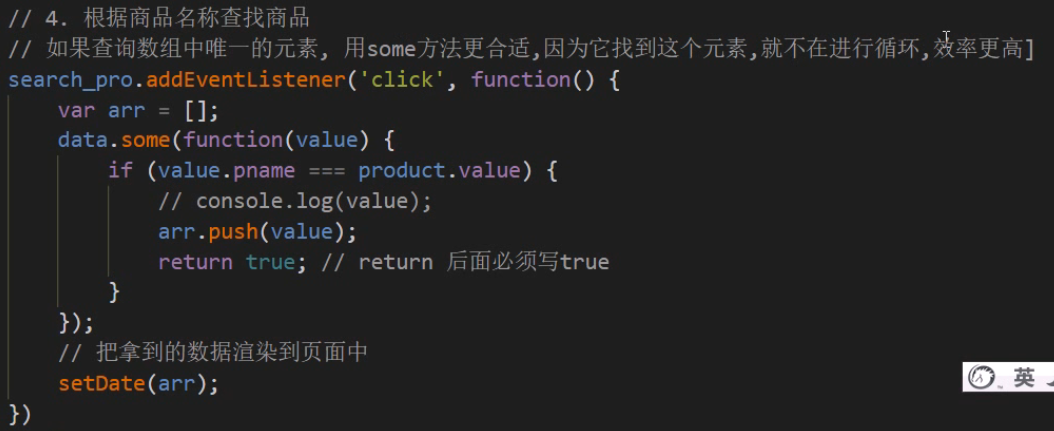 // 4. 根据商品名称查找商品
// 如果查询数组中唯一的元素, 用some方法更合适,因为它找到这个元素,就不在进行循环,效率更高]
search_pro.addEventListener('click', function() {
    var arr = [];
    data.some(function(value) {
        if (value.pname === product.value) {
            // console.log(value);
            arr.push(value);
            return true; // return 后面必须写true
        }
    });
    // 把拿到的数据渲染到页面中
    setDate(arr);
})
英